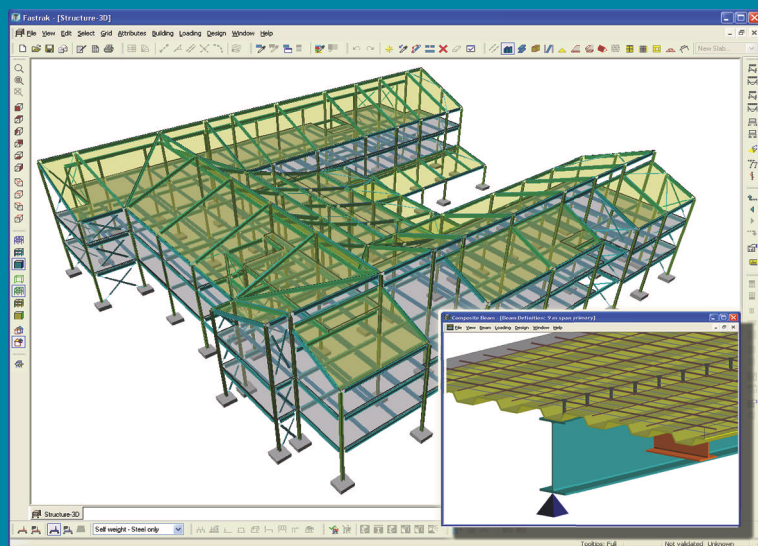 Fastrak - [Structure-3D]
File View Edit Select Grid Attributes Building Loading Design Window Help
New Slab...
Composite Beam - [Beam Definition: 9 m span primary]
File View Beam Loading Design Window Help
Structure-3D
Self weight - Steel only
Tooltips: Full Not validated Unknown